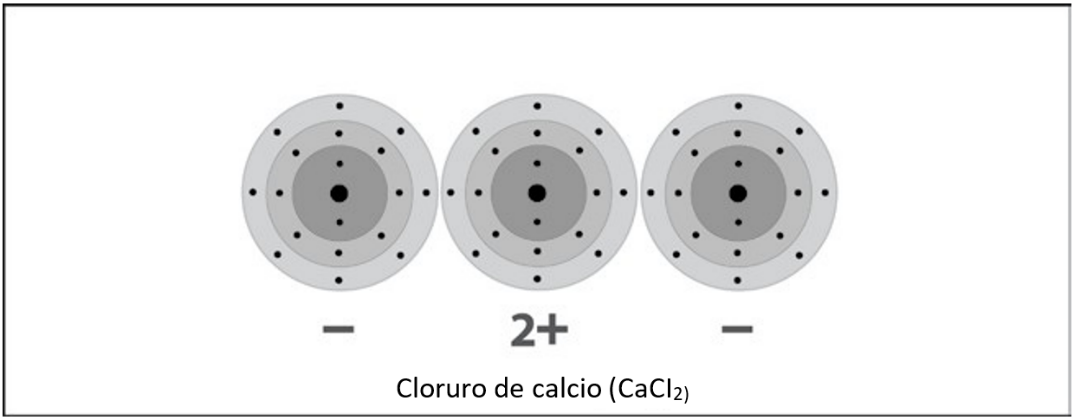 − 2+ −
Cloruro de calcio (CaCl₂)